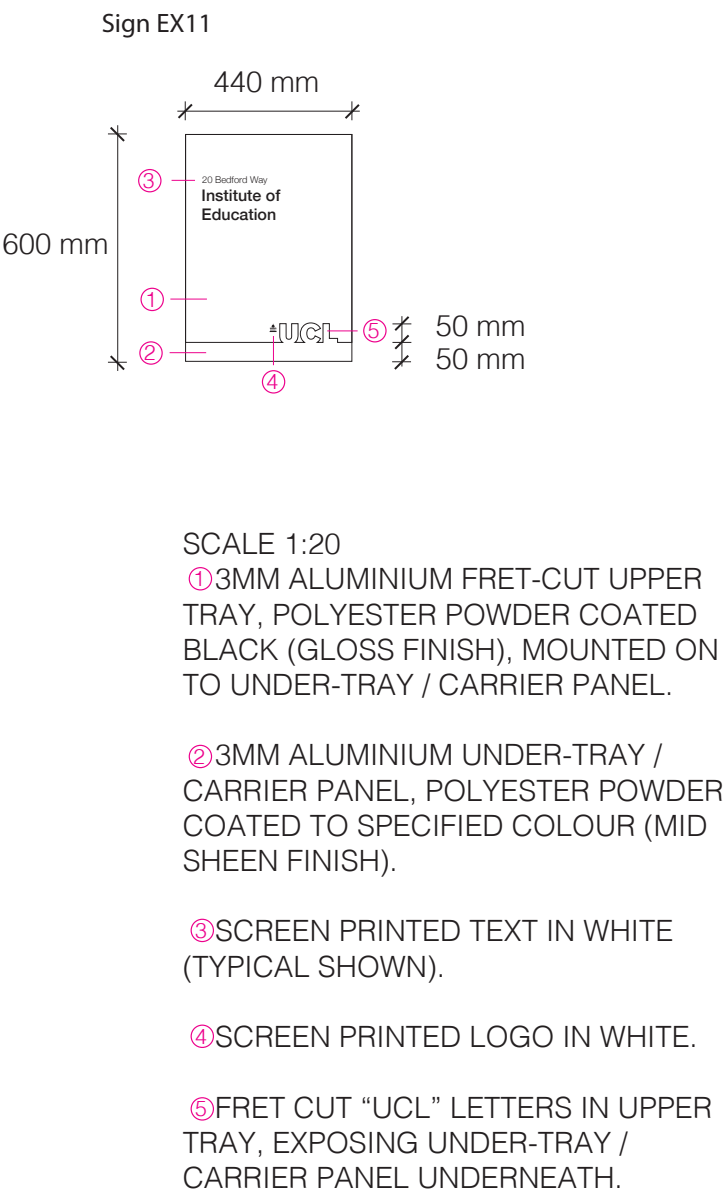 Sign EX11
440 mm
③
20 Bedford Way
Institute of
Education
600 mm
①
UCL
⑤
50 mm
②
50 mm
④
SCALE 1:20
①3MM ALUMINIUM FRET-CUT UPPER
TRAY, POLYESTER POWDER COATED
BLACK (GLOSS FINISH), MOUNTED ON
TO UNDER-TRAY / CARRIER PANEL.
②3MM ALUMINIUM UNDER-TRAY /
CARRIER PANEL, POLYESTER POWDER
COATED TO SPECIFIED COLOUR (MID
SHEEN FINISH).
③SCREEN PRINTED TEXT IN WHITE
(TYPICAL SHOWN).
④SCREEN PRINTED LOGO IN WHITE.
⑤FRET CUT “UCL” LETTERS IN UPPER
TRAY, EXPOSING UNDER-TRAY /
CARRIER PANEL UNDERNEATH.